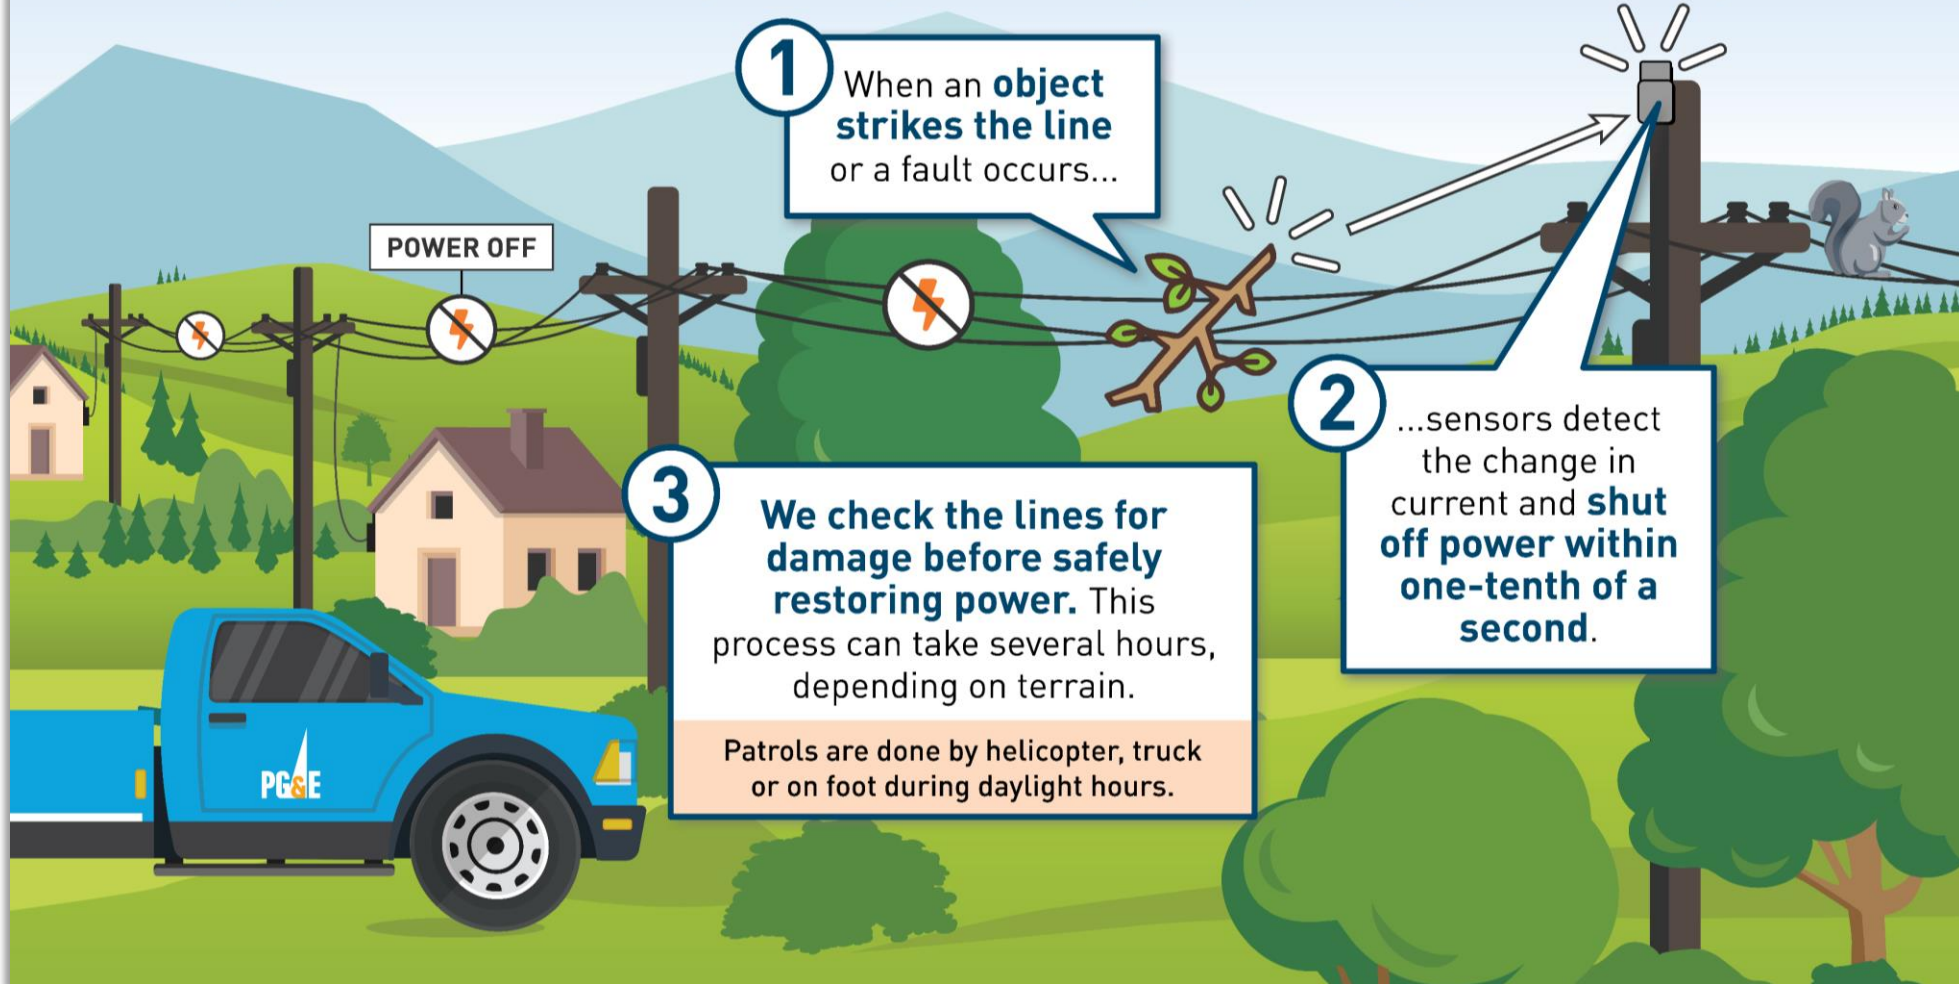 1
When an object
strikes the line
or a fault occurs...
POWER OFF
2
...sensors detect
the change in
current and shut
off power within
one-tenth of a
second.
3
We check the lines for
damage before safely
restoring power. This
process can take several hours,
depending on terrain.
Patrols are done by helicopter, truck
or on foot during daylight hours.
PG&E